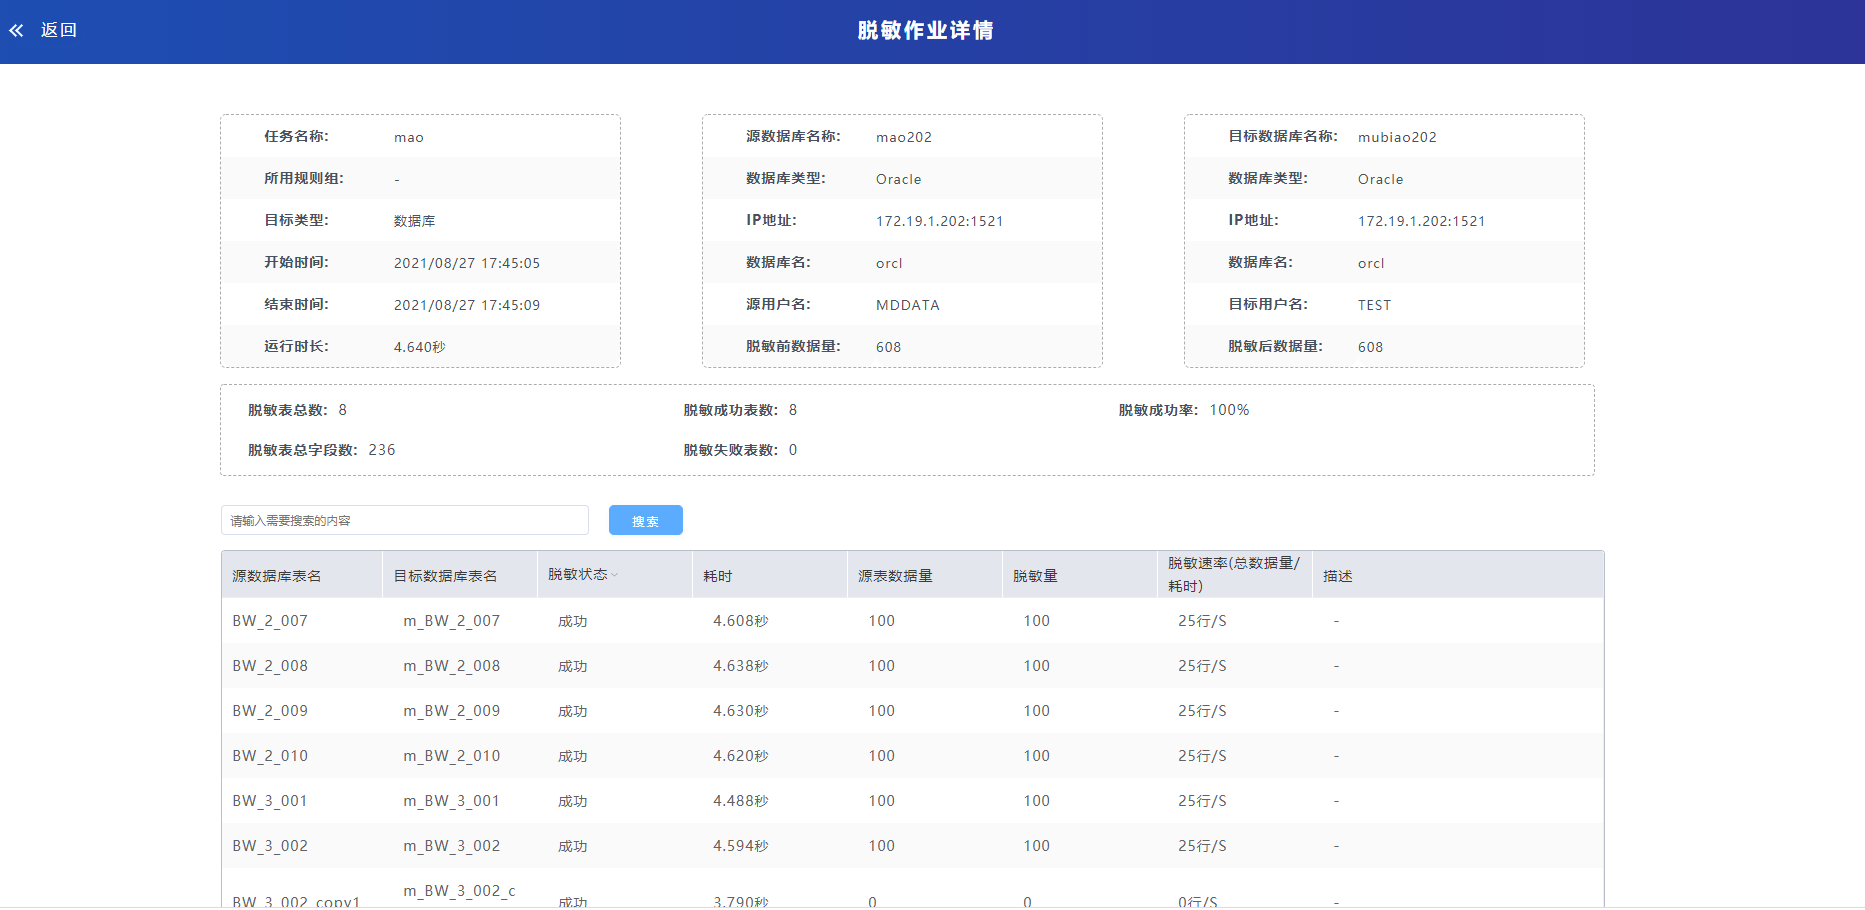 返回
脱敏作业详情
任务名称: mao
所用规则组: -
目标类型: 数据库
开始时间: 2021/08/27 17:45:05
结束时间: 2021/08/27 17:45:09
运行时长: 4.640秒
源数据库名称: mao202
数据库类型: Oracle
IP地址: 172.19.1.202:1521
数据库名: orcl
源用户名: MDDATA
脱敏前数据量: 608
目标数据库名称: mubiao202
数据库类型: Oracle
IP地址: 172.19.1.202:1521
数据库名: orcl
目标用户名: TEST
脱敏后数据量: 608
脱敏表总数: 8 脱敏成功表数: 8 脱敏成功率: 100%
脱敏表总字段数: 236 脱敏失败表数: 0
请输入需要搜索的内容 搜索
源数据库表名 目标数据库表名 脱敏状态 耗时 源表数据量 脱敏量 脱敏速率(总数据量/ 描述
耗时)
BW_2_007 m_BW_2_007 成功 4.608秒 100 100 25行/S -
BW_2_008 m_BW_2_008 成功 4.638秒 100 100 25行/S -
BW_2_009 m_BW_2_009 成功 4.630秒 100 100 25行/S -
BW_2_010 m_BW_2_010 成功 4.620秒 100 100 25行/S -
BW_3_001 m_BW_3_001 成功 4.488秒 100 100 25行/S -
BW_3_002 m_BW_3_002 成功 4.594秒 100 100 25行/S -
m_BW_3_002_c
BW_3_002_copy1 成功 3.790秒 0 0 0行/S -